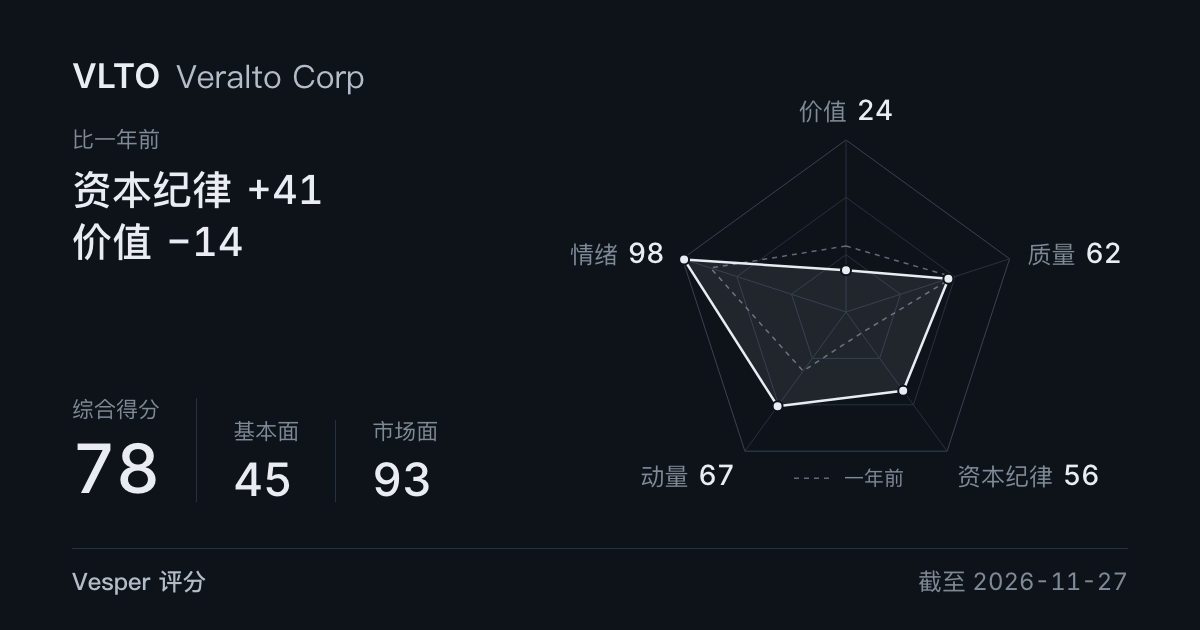 VLTO Veralto Corp
比一年前
资本纪律 +41
价值 −14
价值 24
情绪 98
质量 62
动量 67
一年前
资本纪律 56
综合得分
78
基本面
45
市场面
93
Vesper 评分
截至 2026-11-27